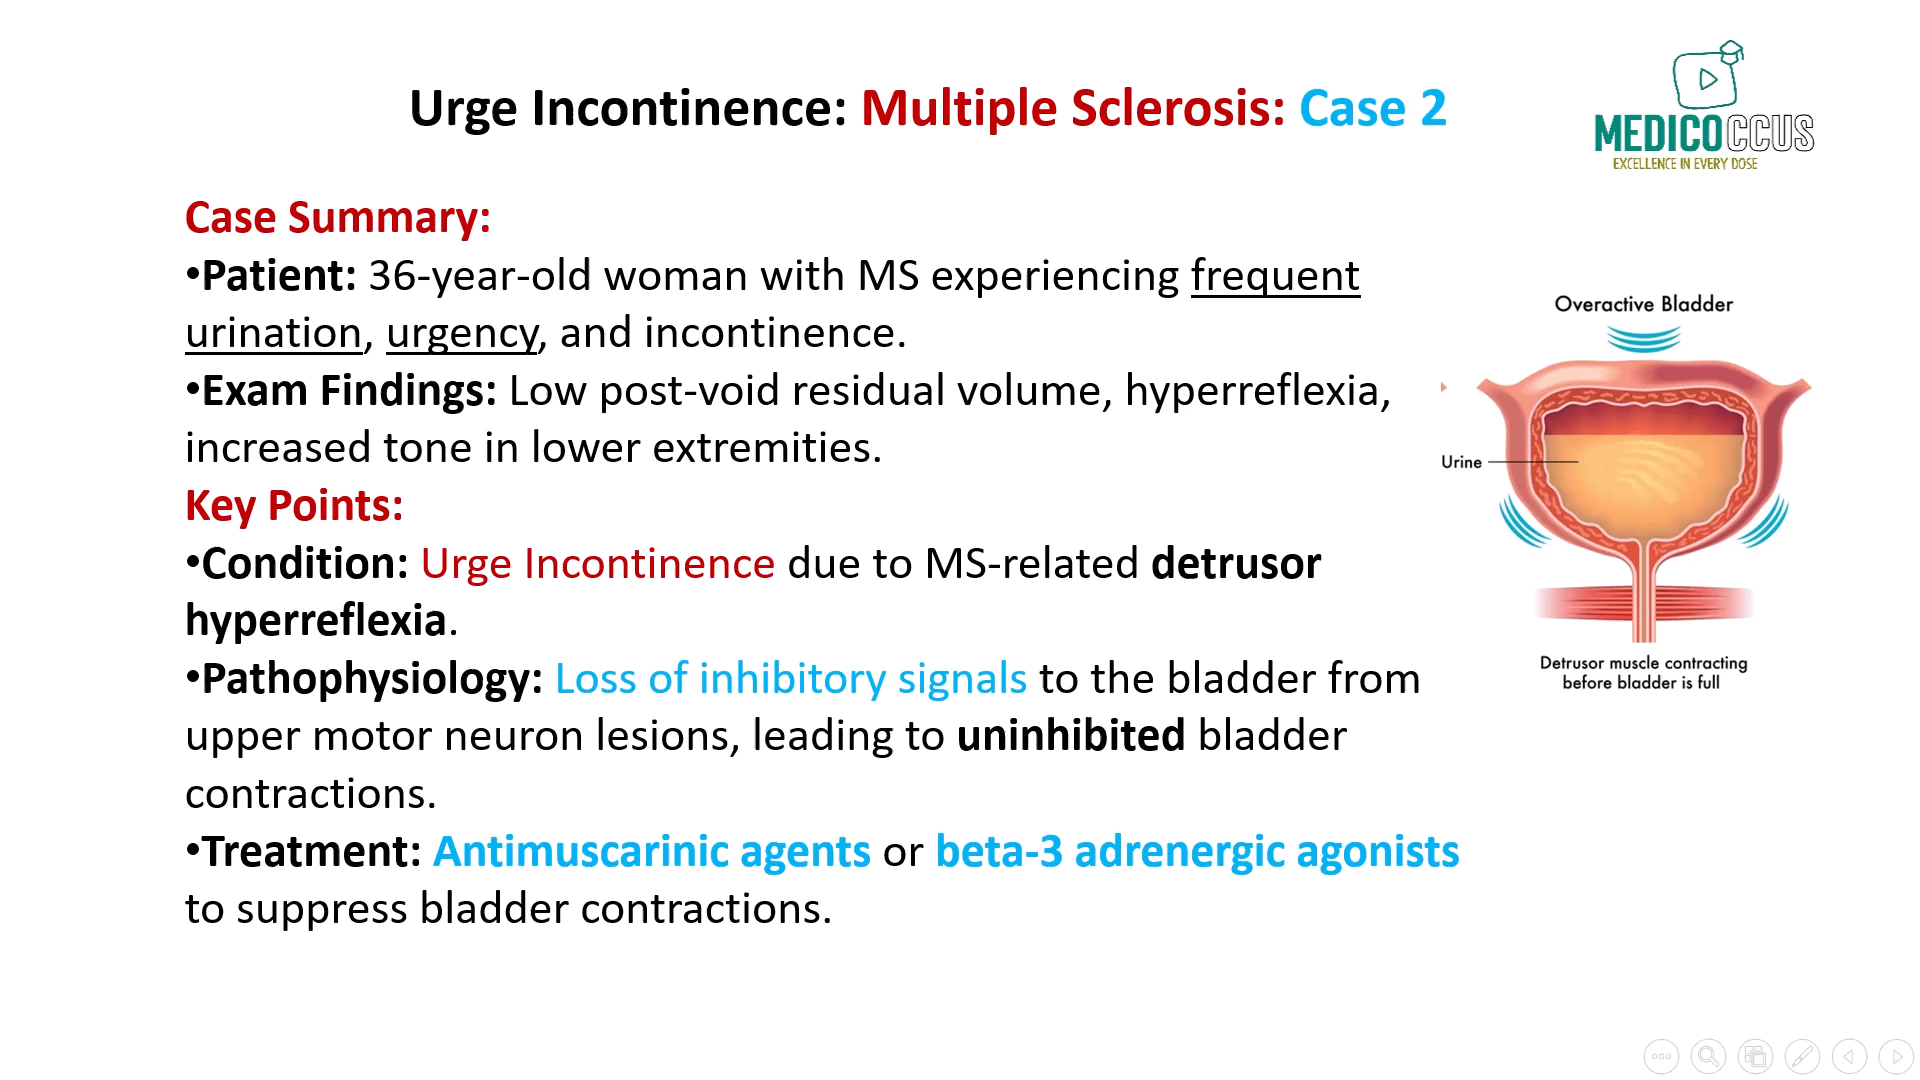 Urge Incontinence: Multiple Sclerosis: Case 2
MEDICOCCUS
EXCELLENCE IN EVERY DOSE
Case Summary:
•Patient: 36-year-old woman with MS experiencing frequent
urination, urgency, and incontinence.
•Exam Findings: Low post-void residual volume, hyperreflexia,
increased tone in lower extremities.
Key Points:
•Condition: Urge Incontinence due to MS-related detrusor
hyperreflexia.
•Pathophysiology: Loss of inhibitory signals to the bladder from
upper motor neuron lesions, leading to uninhibited bladder
contractions.
•Treatment: Antimuscarinic agents or beta-3 adrenergic agonists
to suppress bladder contractions.
Overactive Bladder
Urine
Detrusor muscle contracting
before bladder is full